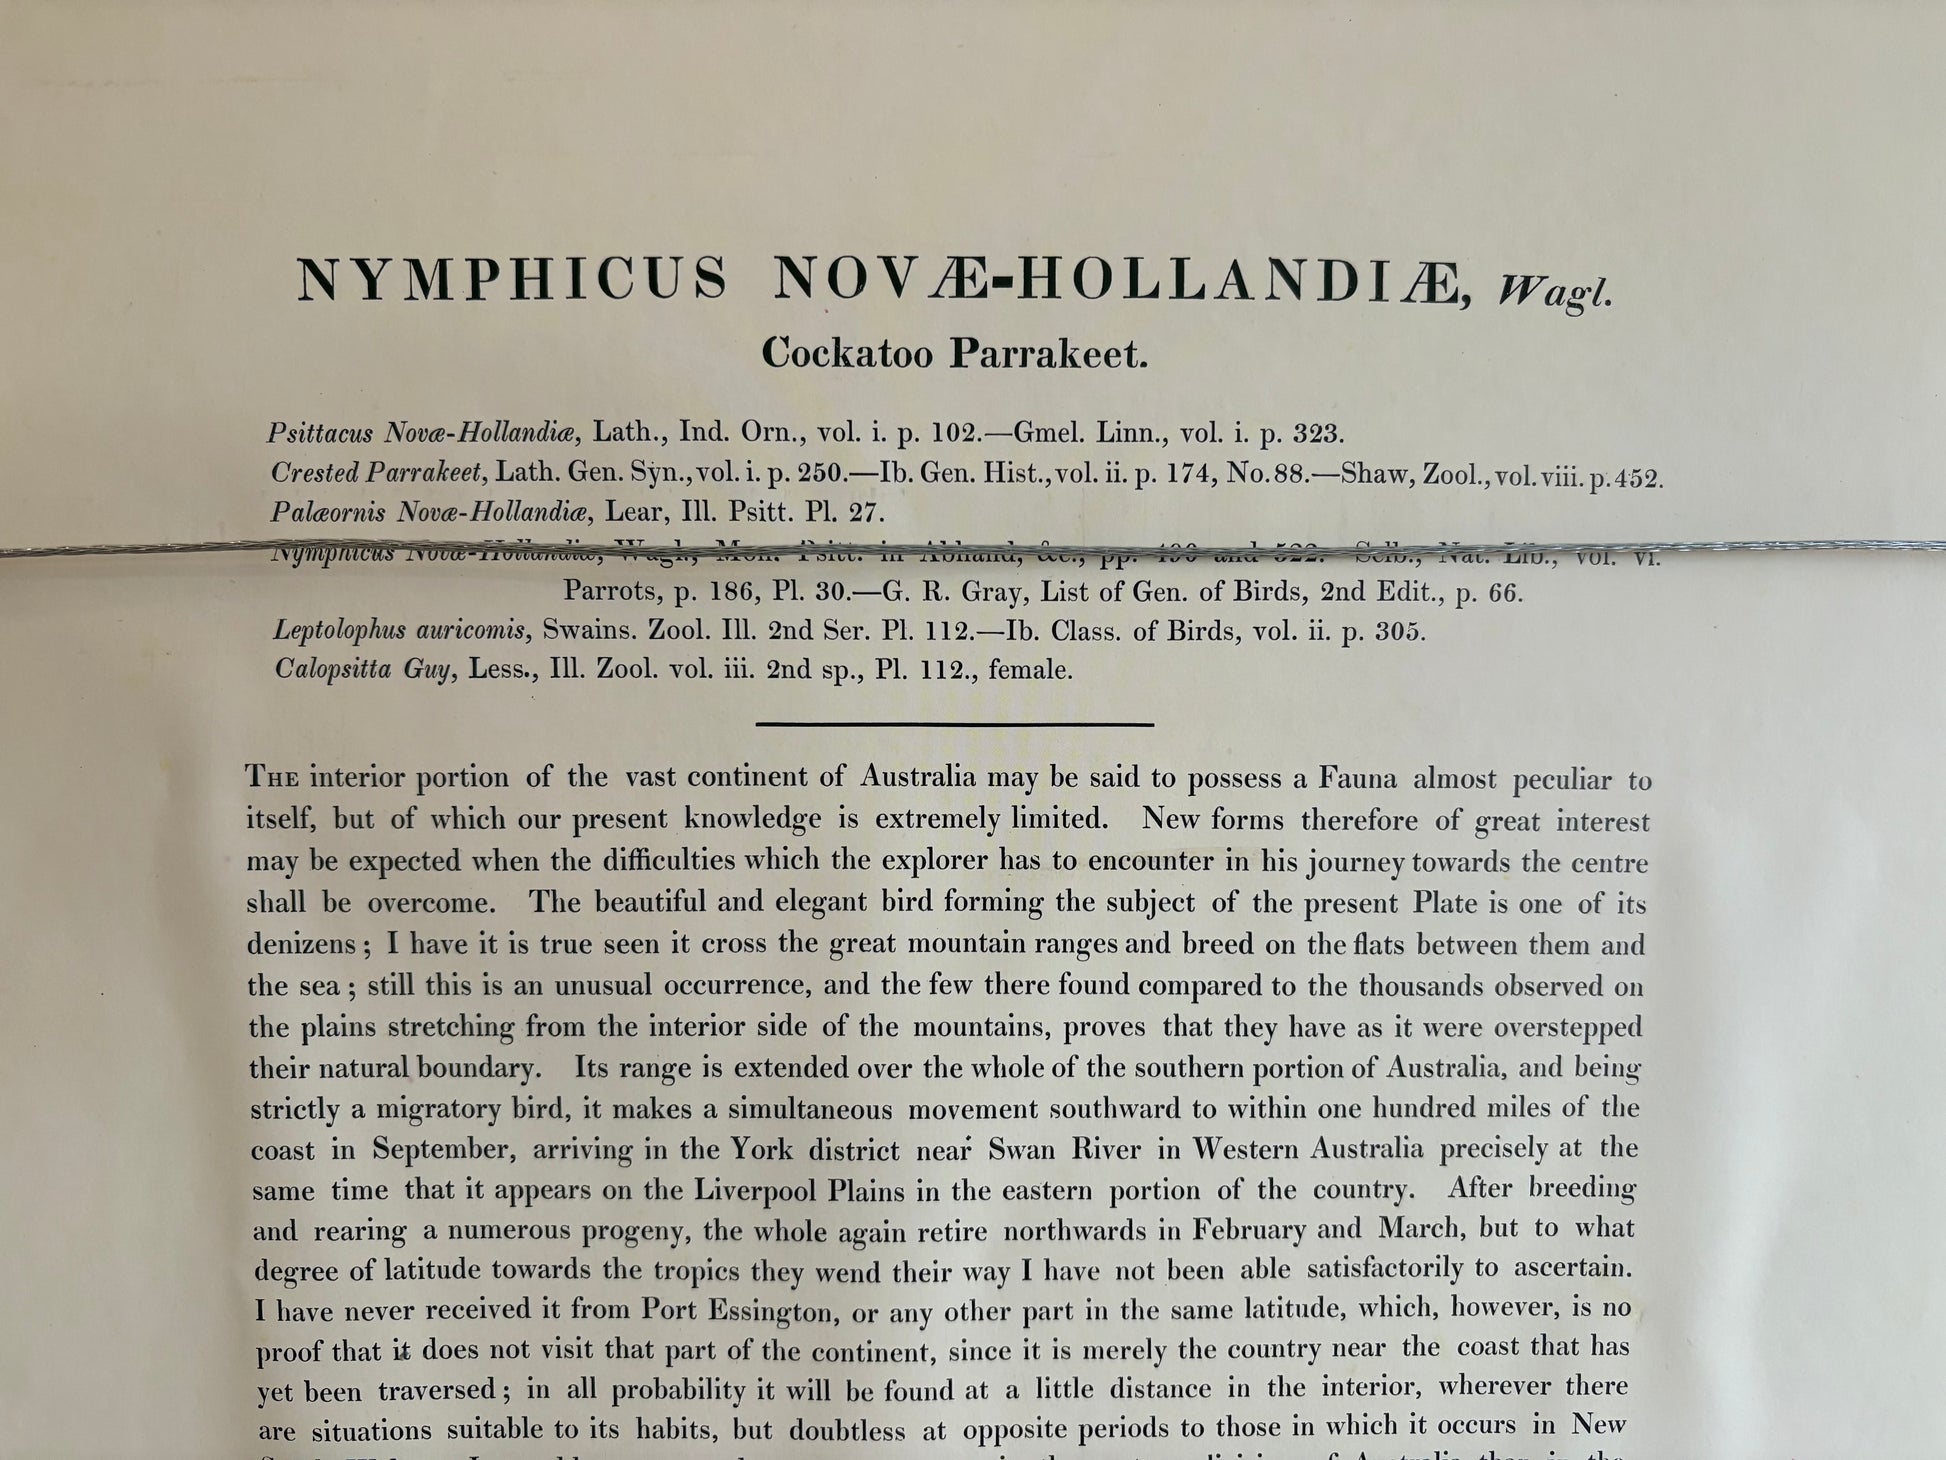 NYMPHICUS NOVÆ-HOLLANDIÆ, Wagl.
Cockatoo Parrakeet.
Psittacus Novæ-Hollandiæ, Lath., Ind. Orn., vol. i. p. 102.—Gmel. Linn., vol. i. p. 323.
Crested Parrakeet, Lath. Gen. Syn., vol. i. p. 250.—Ib. Gen. Hist., vol. ii. p. 174, No. 88.—Shaw, Zool., vol. viii. p. 452.
Palæornis Novæ-Hollandiæ, Lear, Ill. Psitt. Pl. 27.
Nymphicus Novæ-Hollandiæ, Wagl., Mon. Psitt. in Abhand, &c., pp. and 522. Selb., Nat. Lib., vol. vi.
Parrots, p. 186, Pl. 30.—G. R. Gray, List of Gen. of Birds, 2nd Edit., p. 66.
Leptolophus auricomis, Swains. Zool. Ill. 2nd Ser. Pl. 112.—Ib. Class. of Birds, vol. ii. p. 305.
Calopsitta Guy, Less., Ill. Zool. vol. iii. 2nd sp., Pl. 112., female.
THE interior portion of the vast continent of Australia may be said to possess a Fauna almost peculiar to
itself, but of which our present knowledge is extremely limited. New forms therefore of great interest
may be expected when the difficulties which the explorer has to encounter in his journey towards the centre
shall be overcome. The beautiful and elegant bird forming the subject of the present Plate is one of its
denizens ; I have it is true seen it cross the great mountain ranges and breed on the flats between them and
the sea ; still this is an unusual occurrence, and the few there found compared to the thousands observed on
the plains stretching from the interior side of the mountains, proves that they have as it were overstepped
their natural boundary. Its range is extended over the whole of the southern portion of Australia, and being
strictly a migratory bird, it makes a simultaneous movement southward to within one hundred miles of the
coast in September, arriving in the York district near Swan River in Western Australia precisely at the
same time that it appears on the Liverpool Plains in the eastern portion of the country. After breeding
and rearing a numerous progeny, the whole again retire northwards in February and March, but to what
degree of latitude towards the tropics they wend their way I have not been able satisfactorily to ascertain.
I have never received it from Port Essington, or any other part in the same latitude, which, however, is no
proof that it does not visit that part of the continent, since it is merely the country near the coast that has
yet been traversed ; in all probability it will be found at a little distance in the interior, wherever there
are situations suitable to its habits, but doubtless at opposite periods to those in which it occurs in New